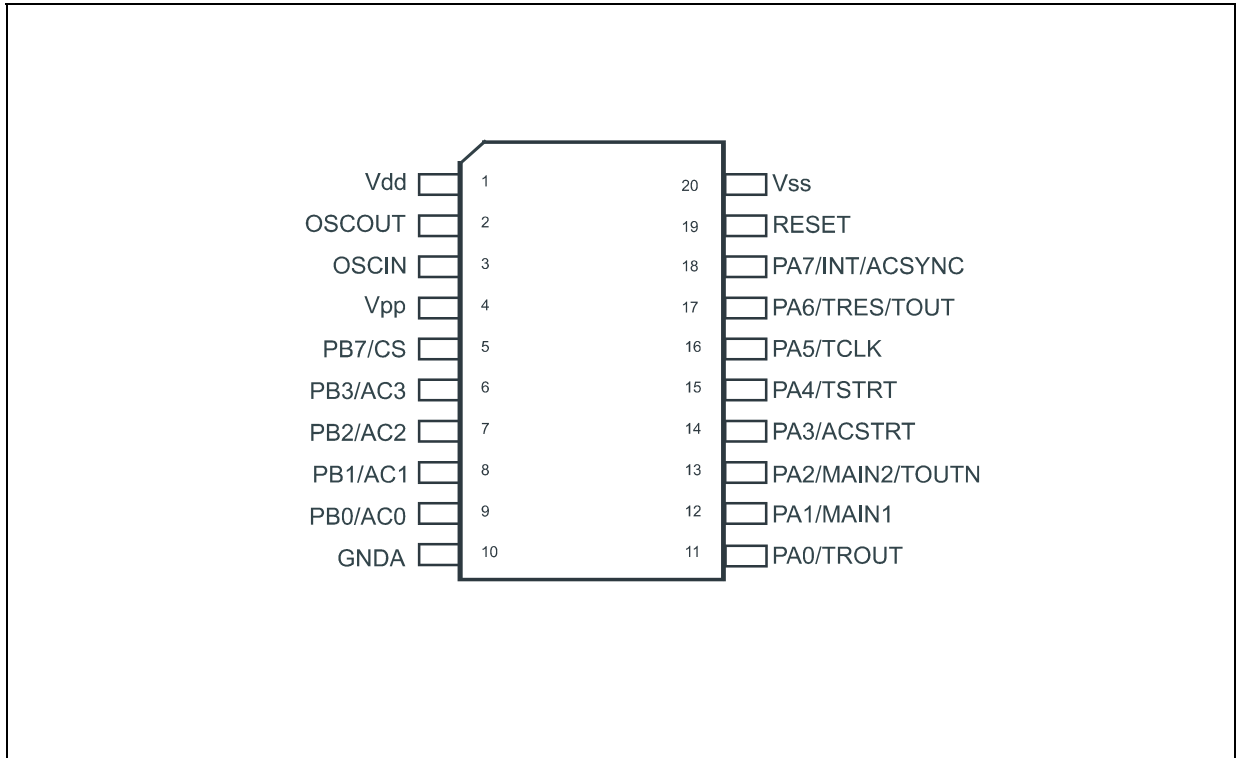 Vdd 1 20 Vss
OSCOUT 2 19 RESET
OSCIN 3 18 PA7/INT/ACSYNC
Vpp 4 17 PA6/TRES/TOUT
PB7/CS 5 16 PA5/TCLK
PB3/AC3 6 15 PA4/TSTRT
PB2/AC2 7 14 PA3/ACSTRT
PB1/AC1 8 13 PA2/MAIN2/TOUTN
PB0/AC0 9 12 PA1/MAIN1
GNDA 10 11 PA0/TROUT